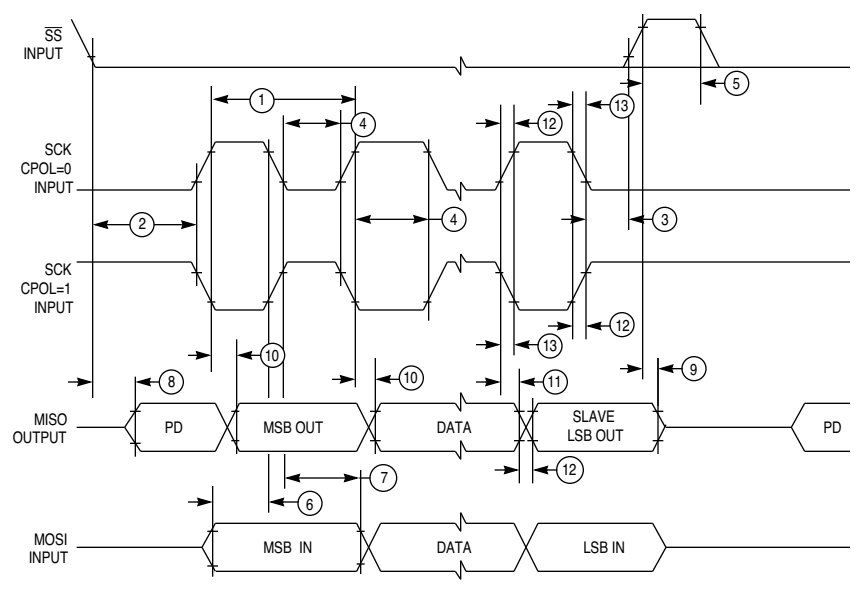 SS
INPUT
5
1
13
4
12
SCK
CPOL=0
INPUT
2
4
3
SCK
CPOL=1
INPUT
12
13
10
8
10
11
9
MISO
OUTPUT
PD
MSB OUT
DATA
SLAVE
LSB OUT
PD
7
12
6
MOSI
INPUT
MSB IN
DATA
LSB IN